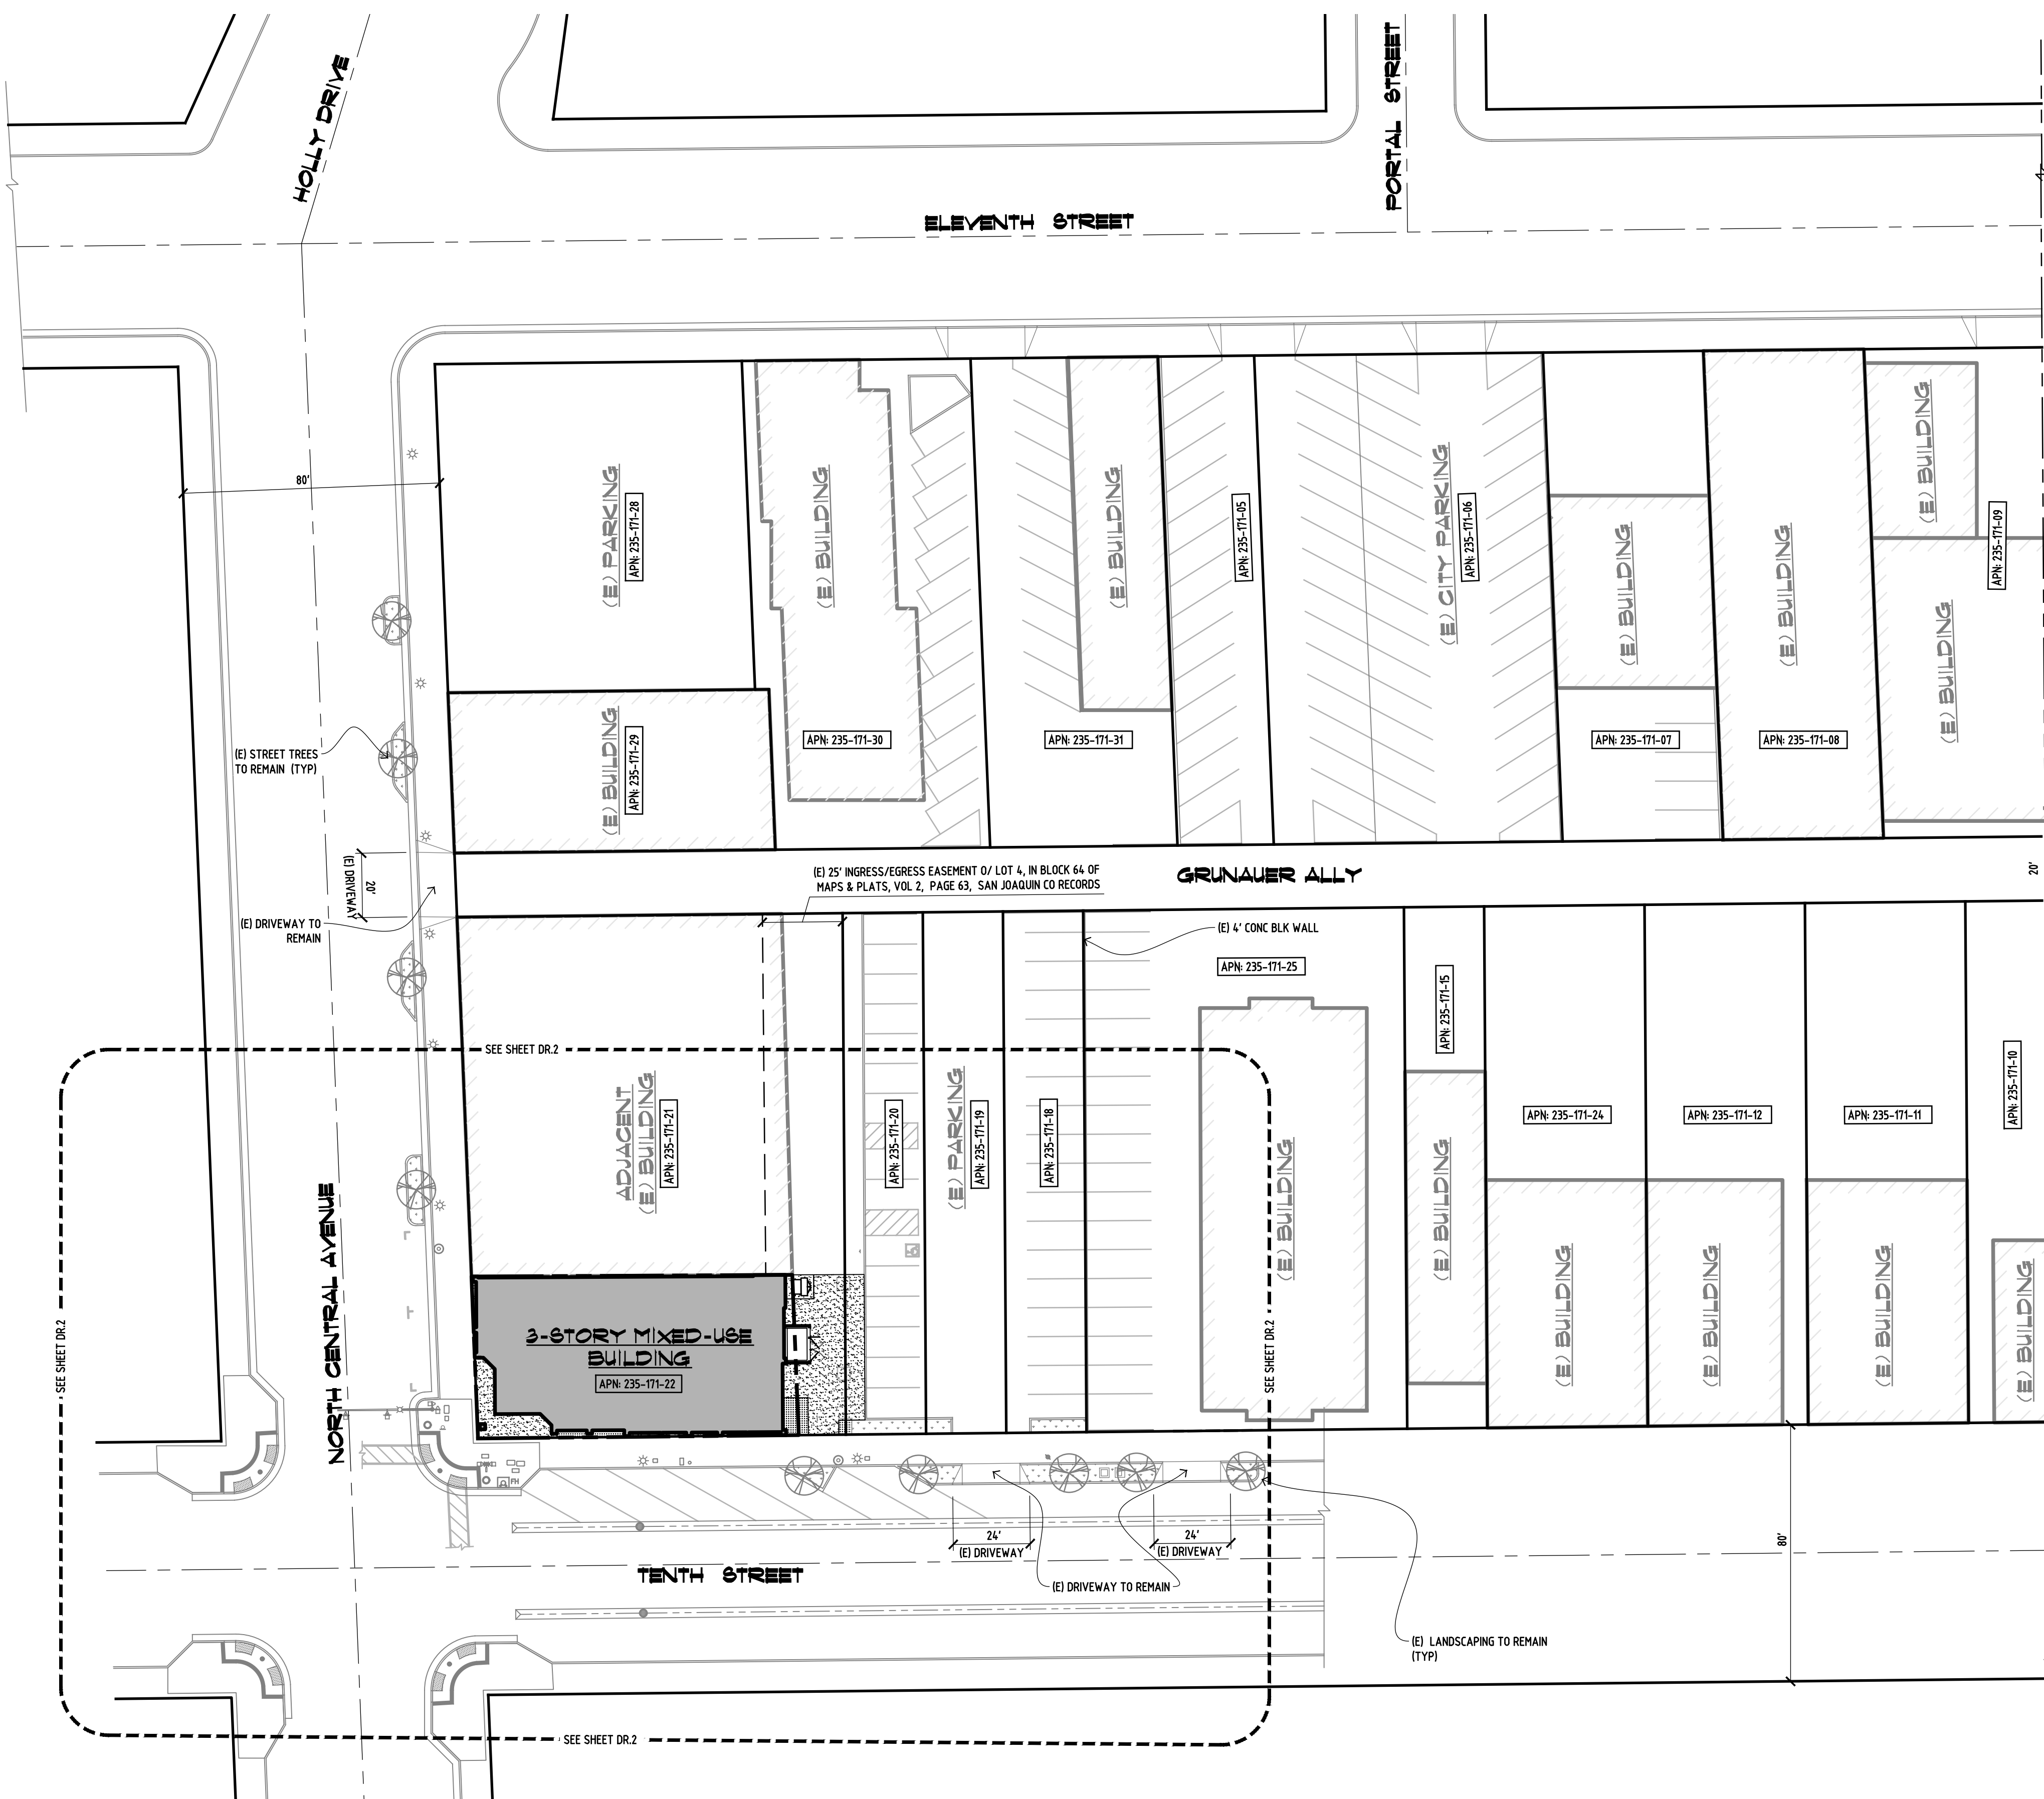 HOLLY DRIVE
PORTAL STREET
ELEVENTH STREET
80'
(E) PARKING
APN: 235-171-28
(E) BUILDING
(E) BUILDING
APN: 235-171-05
(E) CITY PARKING
APN: 235-171-06
(E) BUILDING
(E) BUILDING
(E) BUILDING
APN: 235-171-09
(E) BUILDING
(E) STREET TREES
TO REMAIN (TYP)
(E) BUILDING
APN: 235-171-29
APN: 235-171-30
APN: 235-171-31
APN: 235-171-07
APN: 235-171-08
(E) DRIVEWAY
20'
(E) 25' INGRESS/EGRESS EASEMENT O/ LOT 4, IN BLOCK 64 OF
MAPS & PLATS, VOL 2, PAGE 63, SAN JOAQUIN CO RECORDS
GRUNAUER ALLY
20'
(E) DRIVEWAY TO
REMAIN
(E) 4' CONC BLK WALL
APN: 235-171-25
APN: 235-171-15
SEE SHEET DR.2
ADJACENT
(E) BUILDING
APN: 235-171-21
APN: 235-171-20
(E) PARKING
APN: 235-171-19
APN: 235-171-18
(E) BUILDING
(E) BUILDING
APN: 235-171-24
APN: 235-171-12
APN: 235-171-11
APN: 235-171-10
NORTH CENTRAL AVENUE
SEE SHEET DR.2
3-STORY MIXED-USE
BUILDING
APN: 235-171-22
SEE SHEET DR.2
(E) BUILDING
(E) BUILDING
(E) BUILDING
(E) BUILDING
FH
24'
(E) DRIVEWAY
24'
(E) DRIVEWAY
80'
TENTH STREET
(E) DRIVEWAY TO REMAIN
(E) LANDSCAPING TO REMAIN
(TYP)
SEE SHEET DR.2